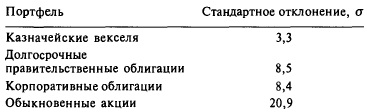 Портфель Стандартное отклонение, σ
Казначейские векселя 3,3
Долгосрочные
правительственные облигации 8,5
Корпоративные облигации 8,4
Обыкновенные акции 20,9